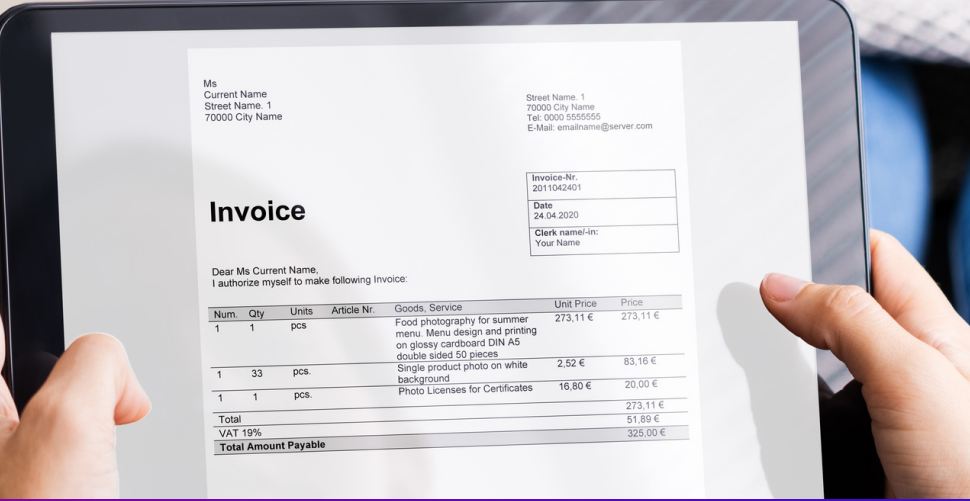 Ms
Current Name
Street Name. 1
70000 City Name
Street Name. 1
70000 City Name
Tel: 0000 5555555
E-Mail: emailname@server.com
Invoice-Nr.
2011042401
Date
24.04.2020
Clerk name/-in:
Your Name
Invoice
Dear Ms Current Name,
I authorize myself to make following Invoice:
Num. Qty Units Article Nr. Goods, Service Unit Price Price
1 1 pcs Food photography for summer 273,11 € 273,11 €
menu. Menu design and printing
on glossy cardboard DIN A5
double sided 50 pieces
1 33 pcs. Single product photo on white 2,52 € 83,16 €
background
1 1 pcs. Photo Licenses for Certificates 16,80 € 20,00 €
Total 273,11 €
VAT 19% 51,89 €
Total Amount Payable 325,00 €